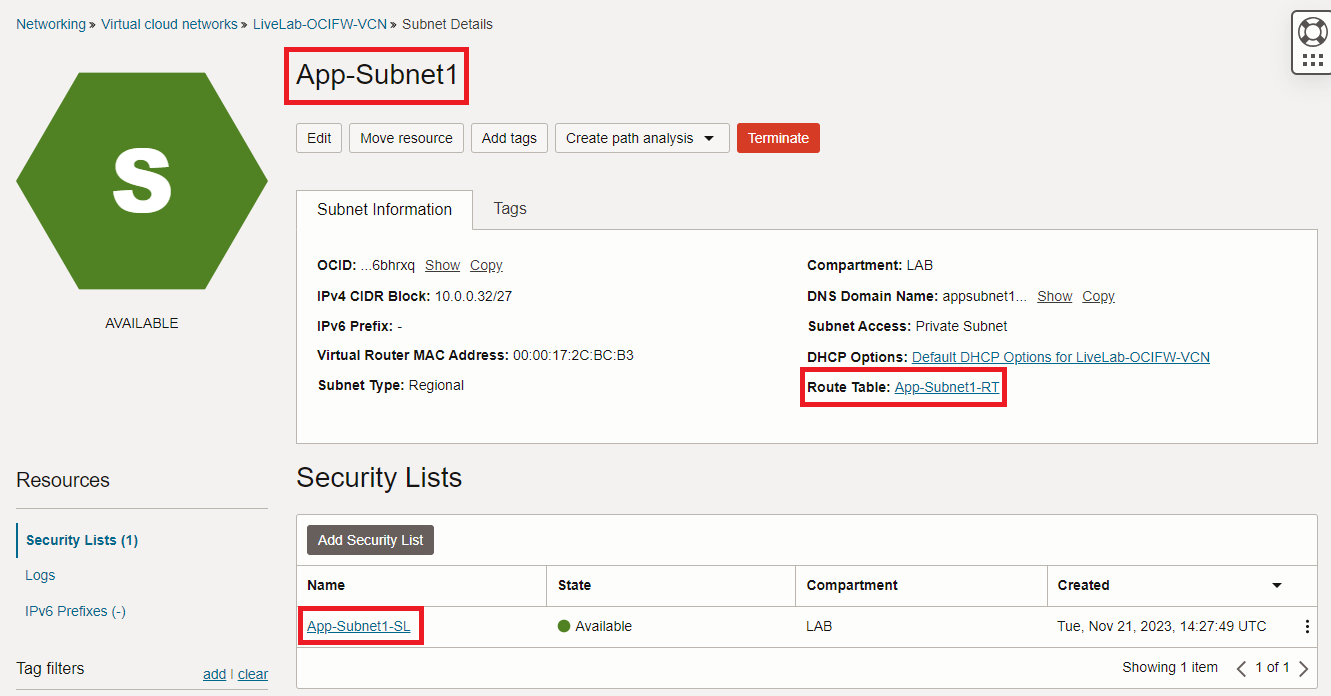 Networking » Virtual cloud networks » LiveLab-OCIFW-VCN » Subnet Details
App-Subnet1
Edit Move resource Add tags Create path analysis Terminate
S
AVAILABLE
Subnet Information Tags
OCID: ...6bhrxq Show Copy
IPv4 CIDR Block: 10.0.0.32/27
IPv6 Prefix: -
Virtual Router MAC Address: 00:00:17:2C:BC:B3
Subnet Type: Regional
Compartment: LAB
DNS Domain Name: appsubnet1... Show Copy
Subnet Access: Private Subnet
DHCP Options: Default DHCP Options for LiveLab-OCIFW-VCN
Route Table: App-Subnet1-RT
Resources
Security Lists (1)
Logs
IPv6 Prefixes (-)
Tag filters add | clear
Security Lists
Add Security List
Name State Compartment Created
App-Subnet1-SL Available LAB Tue, Nov 21, 2023, 14:27:49 UTC
Showing 1 item < 1 of 1 >